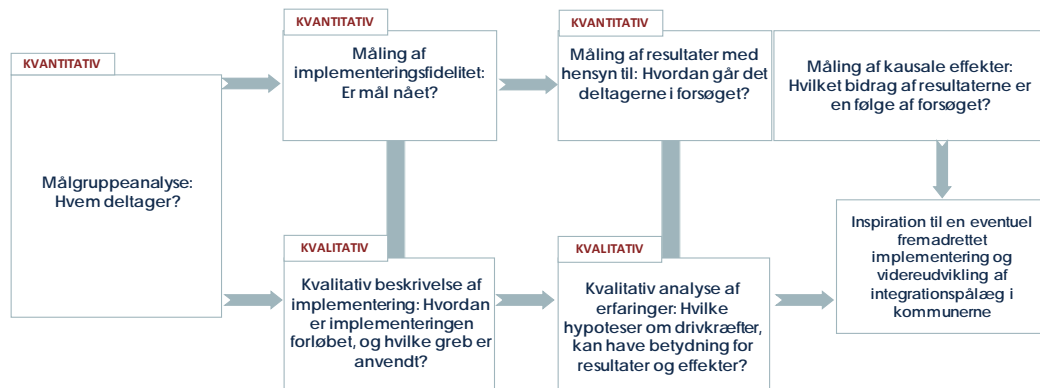 KVANTITATIV
Målgruppeanalyse:
Hvem deltager?
KVANTITATIV
Måling af
implementeringsfidelitet:
Er mål nået?
KVANTITATIV
Måling af resultater med
hensyn til: Hvordan går det
deltagerne i forsøget?
Måling af kausale effekter:
Hvilket bidrag af resultaterne er
en følge af forsøget?
KVALITATIV
Kvalitativ beskrivelse af
implementering: Hvordan
er implementeringen
forløbet, og hvilke greb er
anvendt?
KVALITATIV
Kvalitativ analyse af
erfaringer: Hvilke
hypoteser om drivkræfter,
kan have betydning for
resultater og effekter?
Inspiration til en eventuel
fremadrettet
implementering og
videreudvikling af
integrationspålæg i
kommunerne